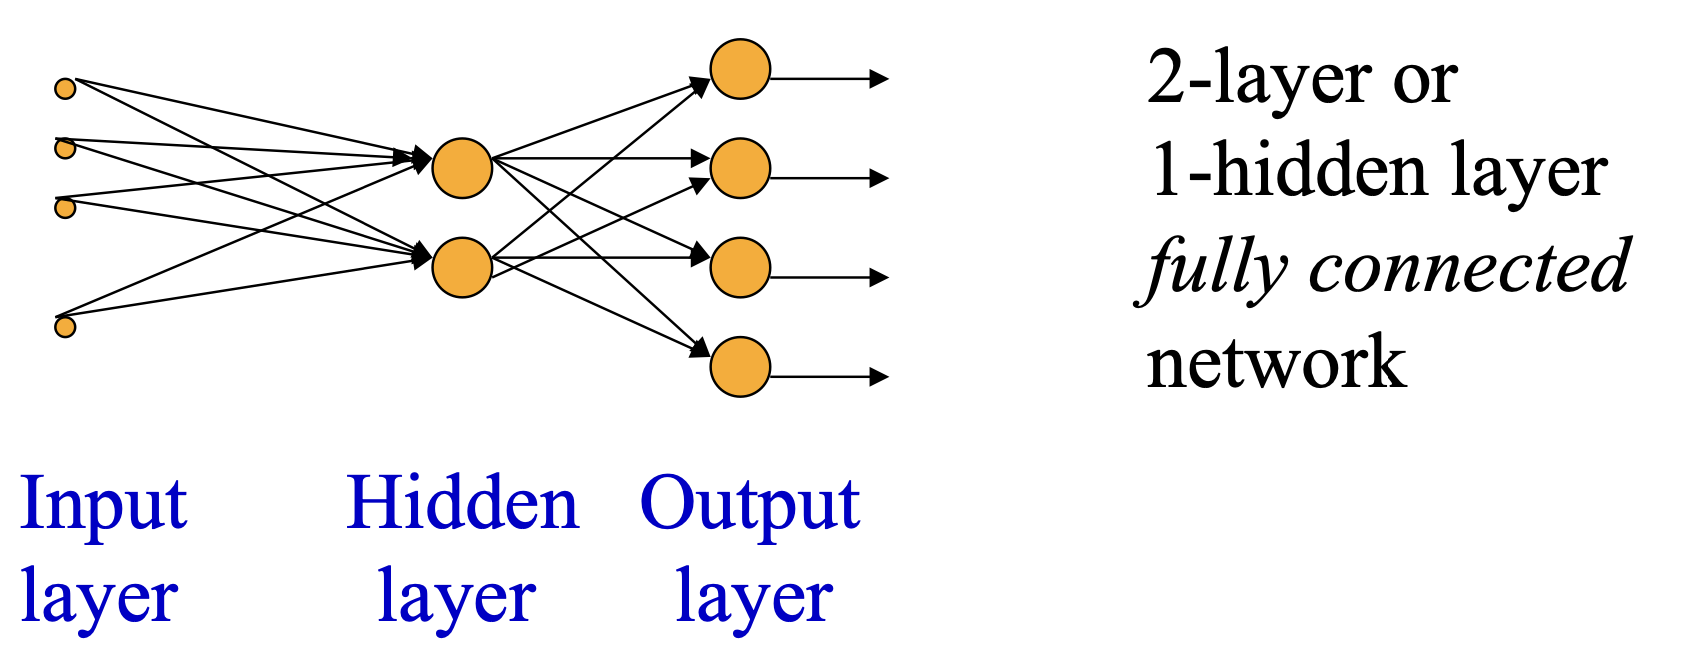 2-layer or
1-hidden layer
fully connected
network
Input
layer
Hidden
layer
Output
layer